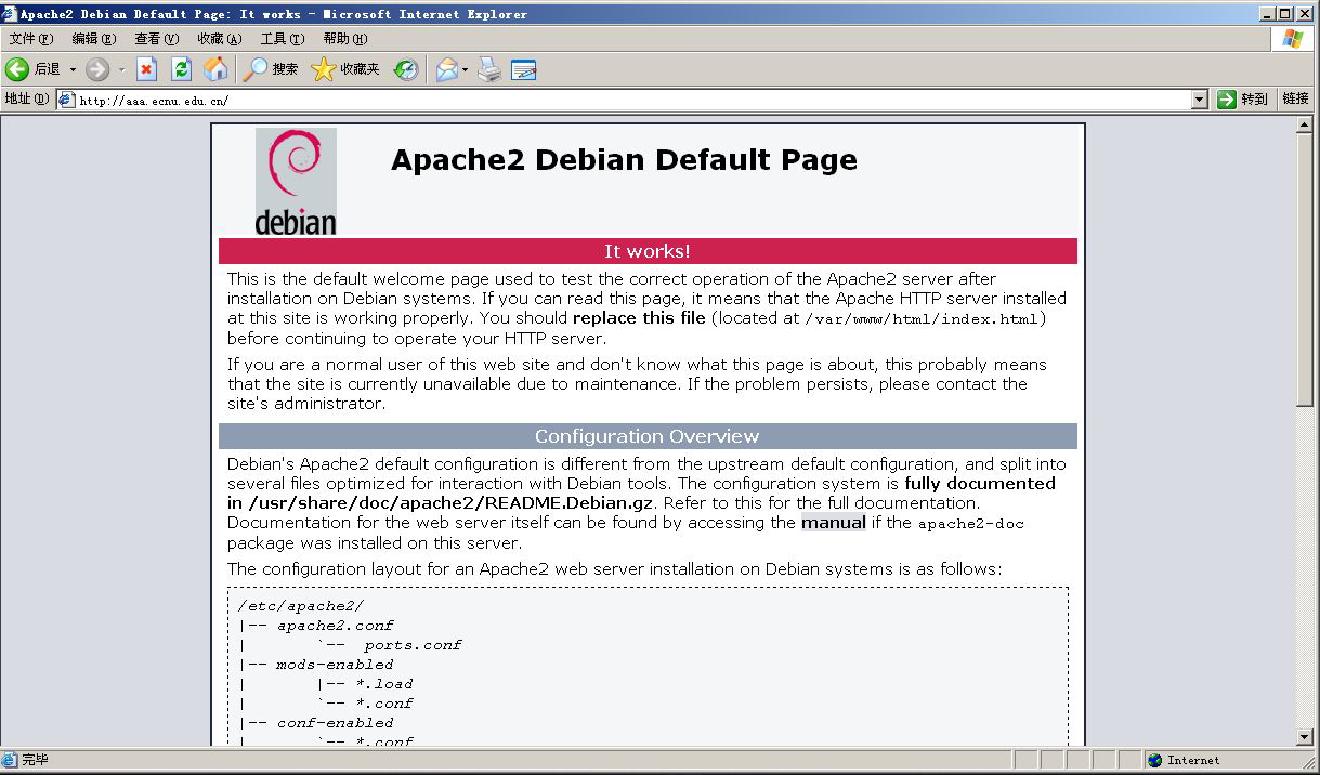 Apache2 Debian Default Page: It works - Microsoft Internet Explorer
文件(F) 编辑(E) 查看(V) 收藏(A) 工具(T) 帮助(H)
后退 搜索 收藏夹
地址(D) http://aaa.ecnu.edu.cn/ 转到 链接
debian
Apache2 Debian Default Page
It works!
This is the default welcome page used to test the correct operation of the Apache2 server after
installation on Debian systems. If you can read this page, it means that the Apache HTTP server installed
at this site is working properly. You should replace this file (located at /var/www/html/index.html)
before continuing to operate your HTTP server.
If you are a normal user of this web site and don't know what this page is about, this probably means
that the site is currently unavailable due to maintenance. If the problem persists, please contact the
site's administrator.
Configuration Overview
Debian's Apache2 default configuration is different from the upstream default configuration, and split into
several files optimized for interaction with Debian tools. The configuration system is fully documented
in /usr/share/doc/apache2/README.Debian.gz. Refer to this for the full documentation.
Documentation for the web server itself can be found by accessing the manual if the apache2-doc
package was installed on this server.
The configuration layout for an Apache2 web server installation on Debian systems is as follows:
/etc/apache2/
|-- apache2.conf
|       `--  ports.conf
|-- mods-enabled
|       |-- *.load
|       `-- *.conf
|-- conf-enabled
|       `-- *.conf
完毕 Internet